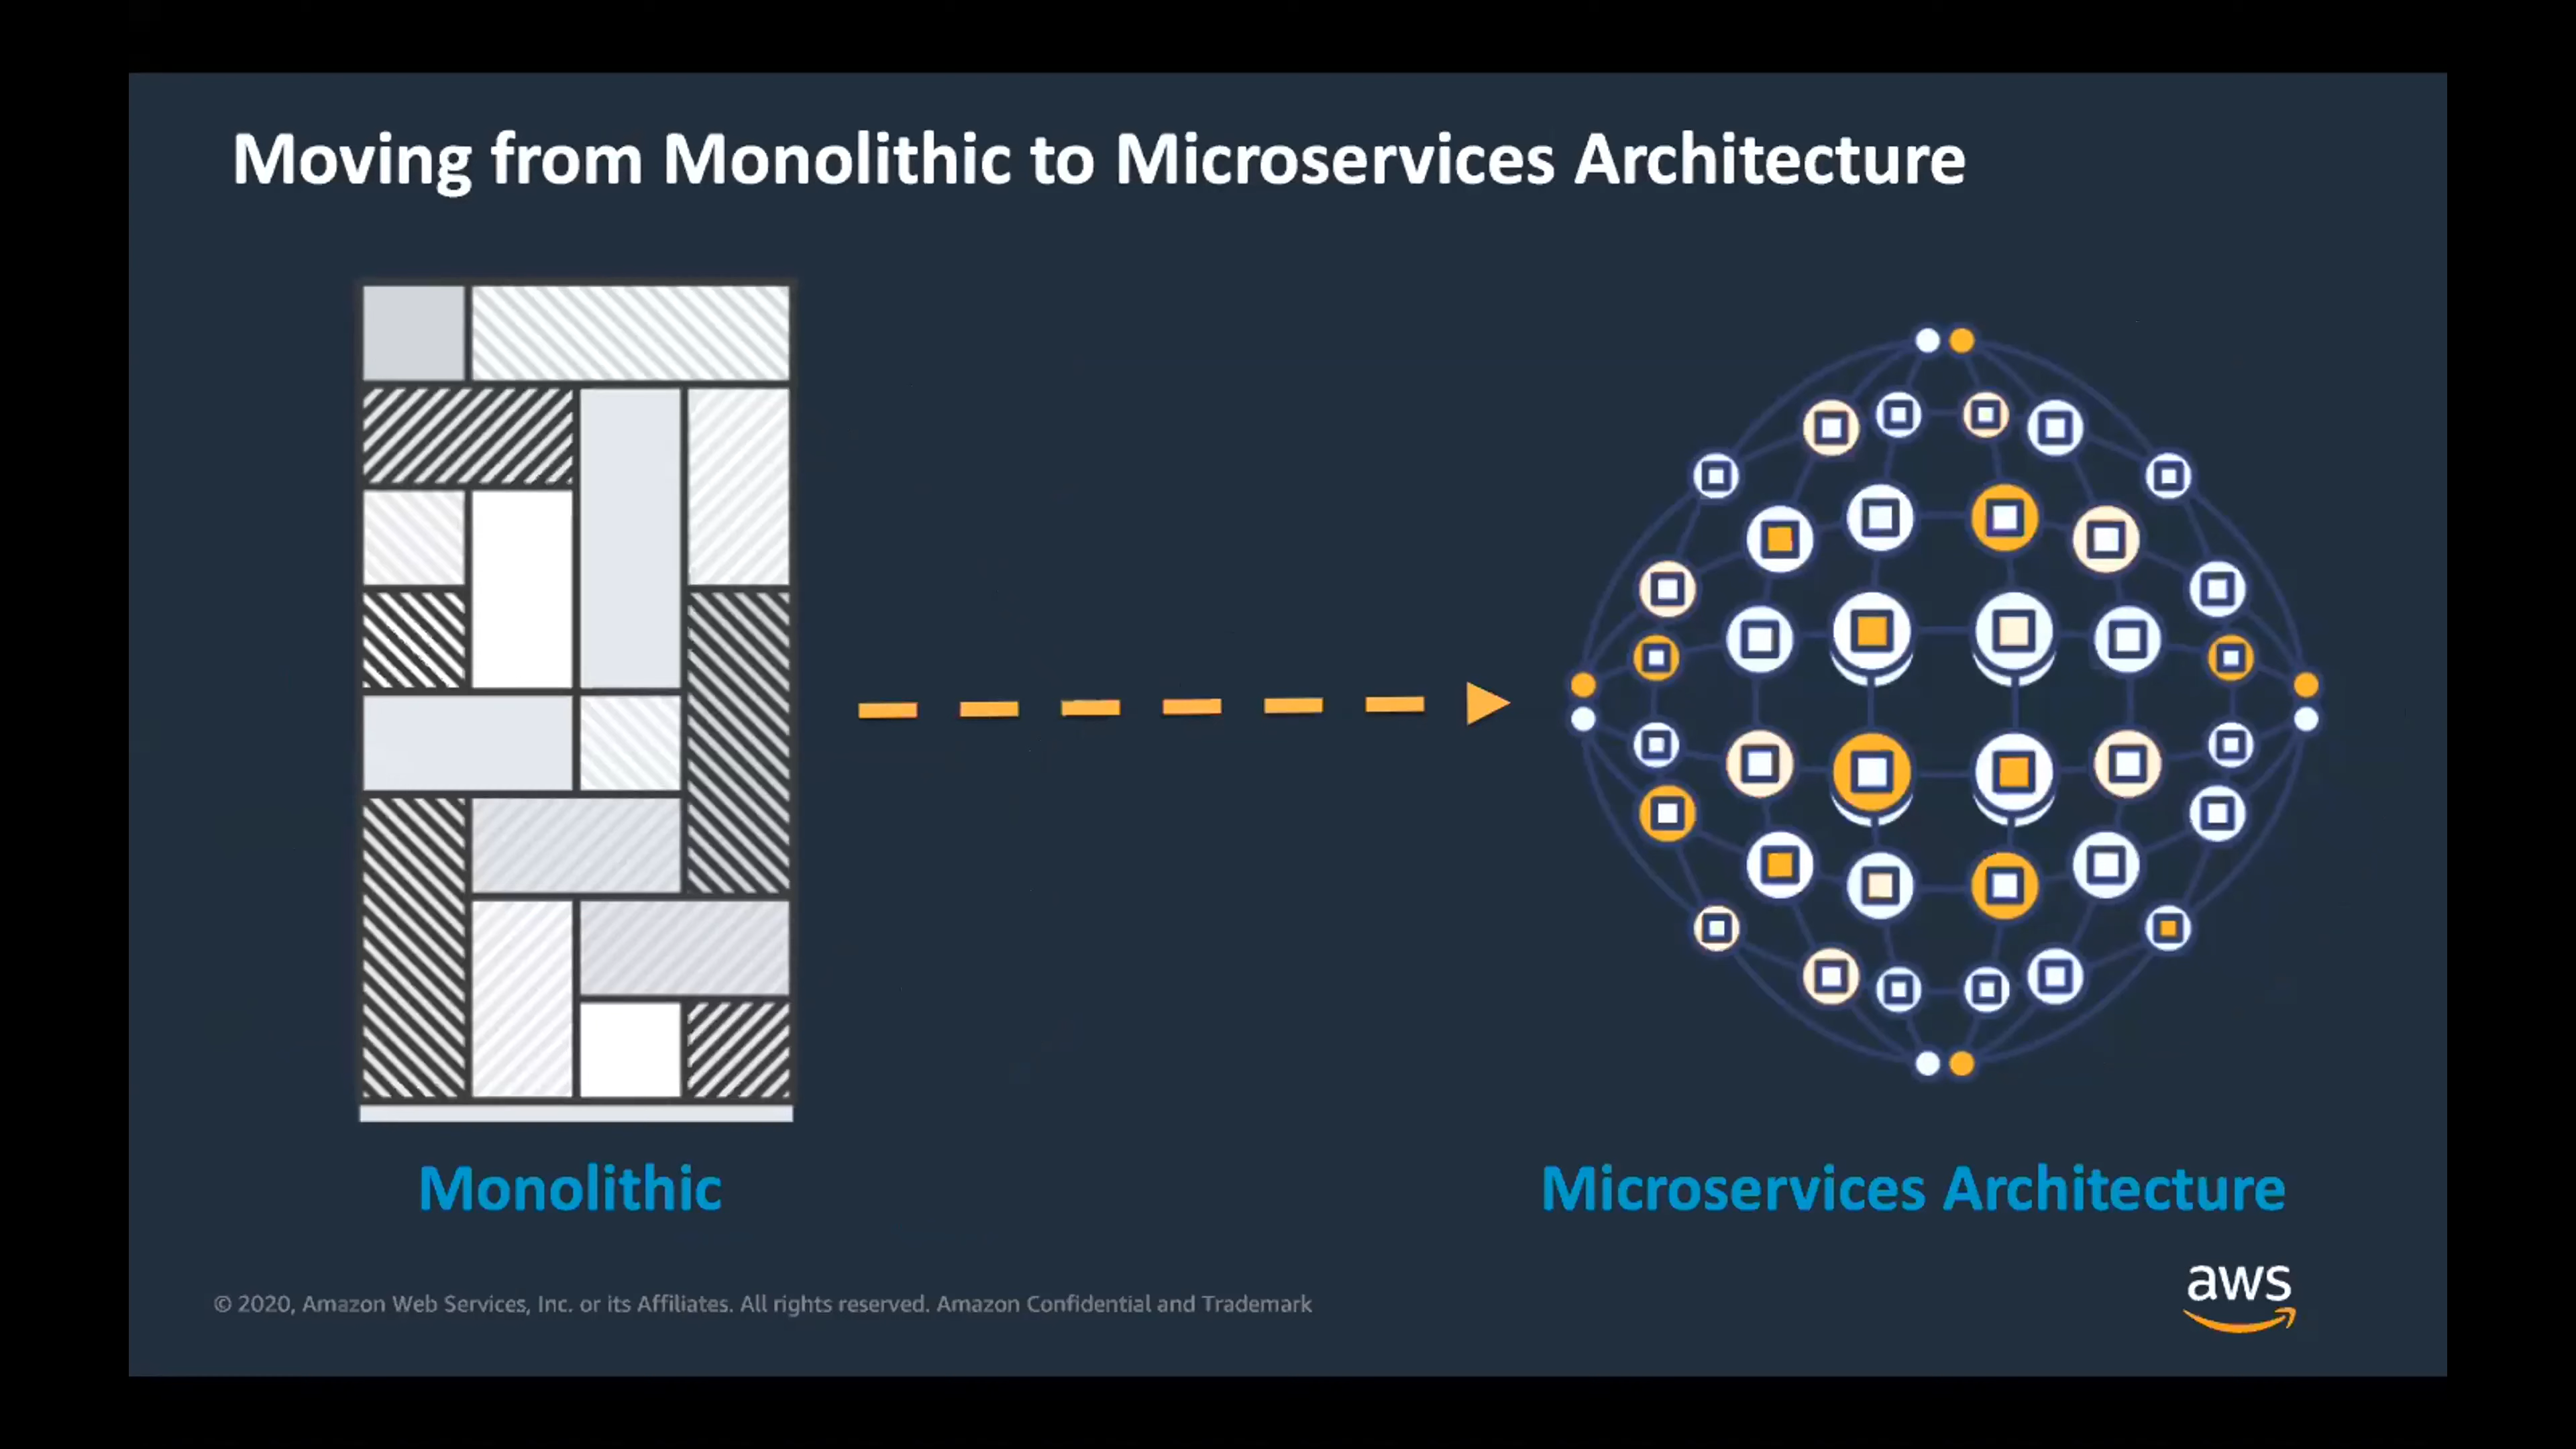 Moving from Monolithic to Microservices Architecture
Monolithic
Microservices Architecture
© 2020, Amazon Web Services, Inc. or its Affiliates. All rights reserved. Amazon Confidential and Trademark
aws